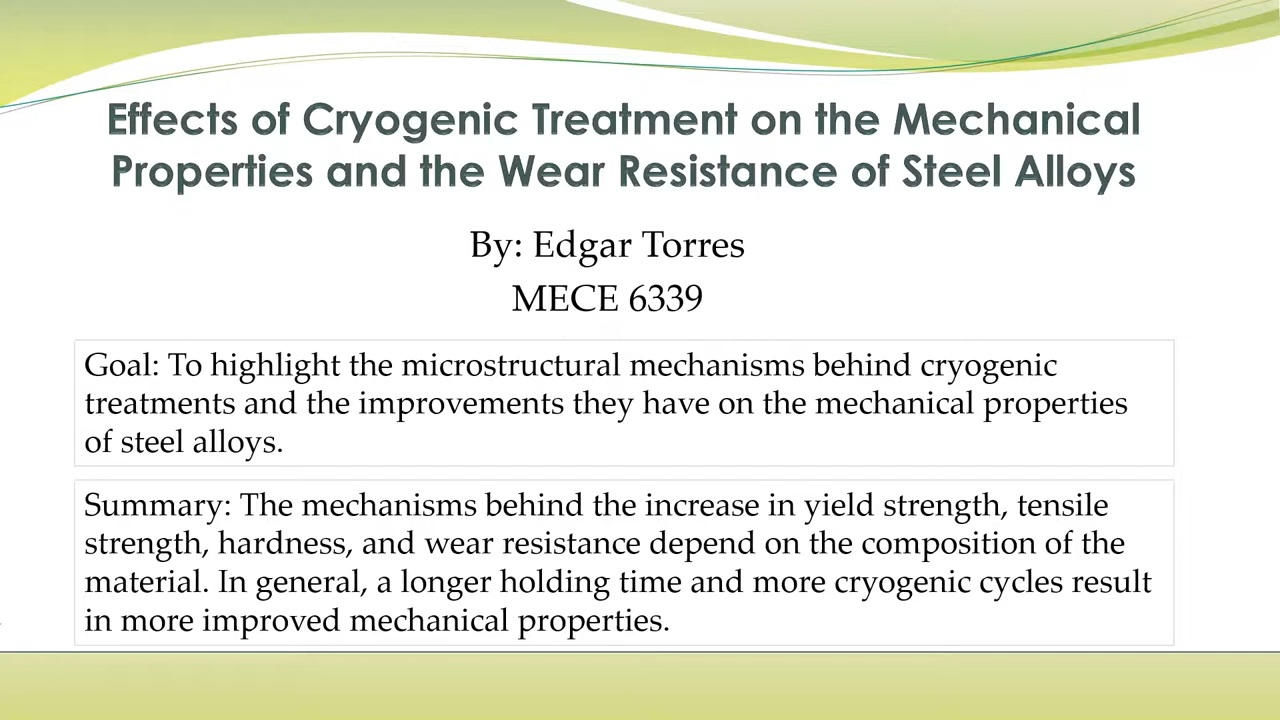 Effects of Cryogenic Treatment on the Mechanical
Properties and the Wear Resistance of Steel Alloys
By: Edgar Torres
MECE 6339
Goal: To highlight the microstructural mechanisms behind cryogenic
treatments and the improvements they have on the mechanical properties
of steel alloys.
Summary: The mechanisms behind the increase in yield strength, tensile
strength, hardness, and wear resistance depend on the composition of the
material. In general, a longer holding time and more cryogenic cycles result
in more improved mechanical properties.